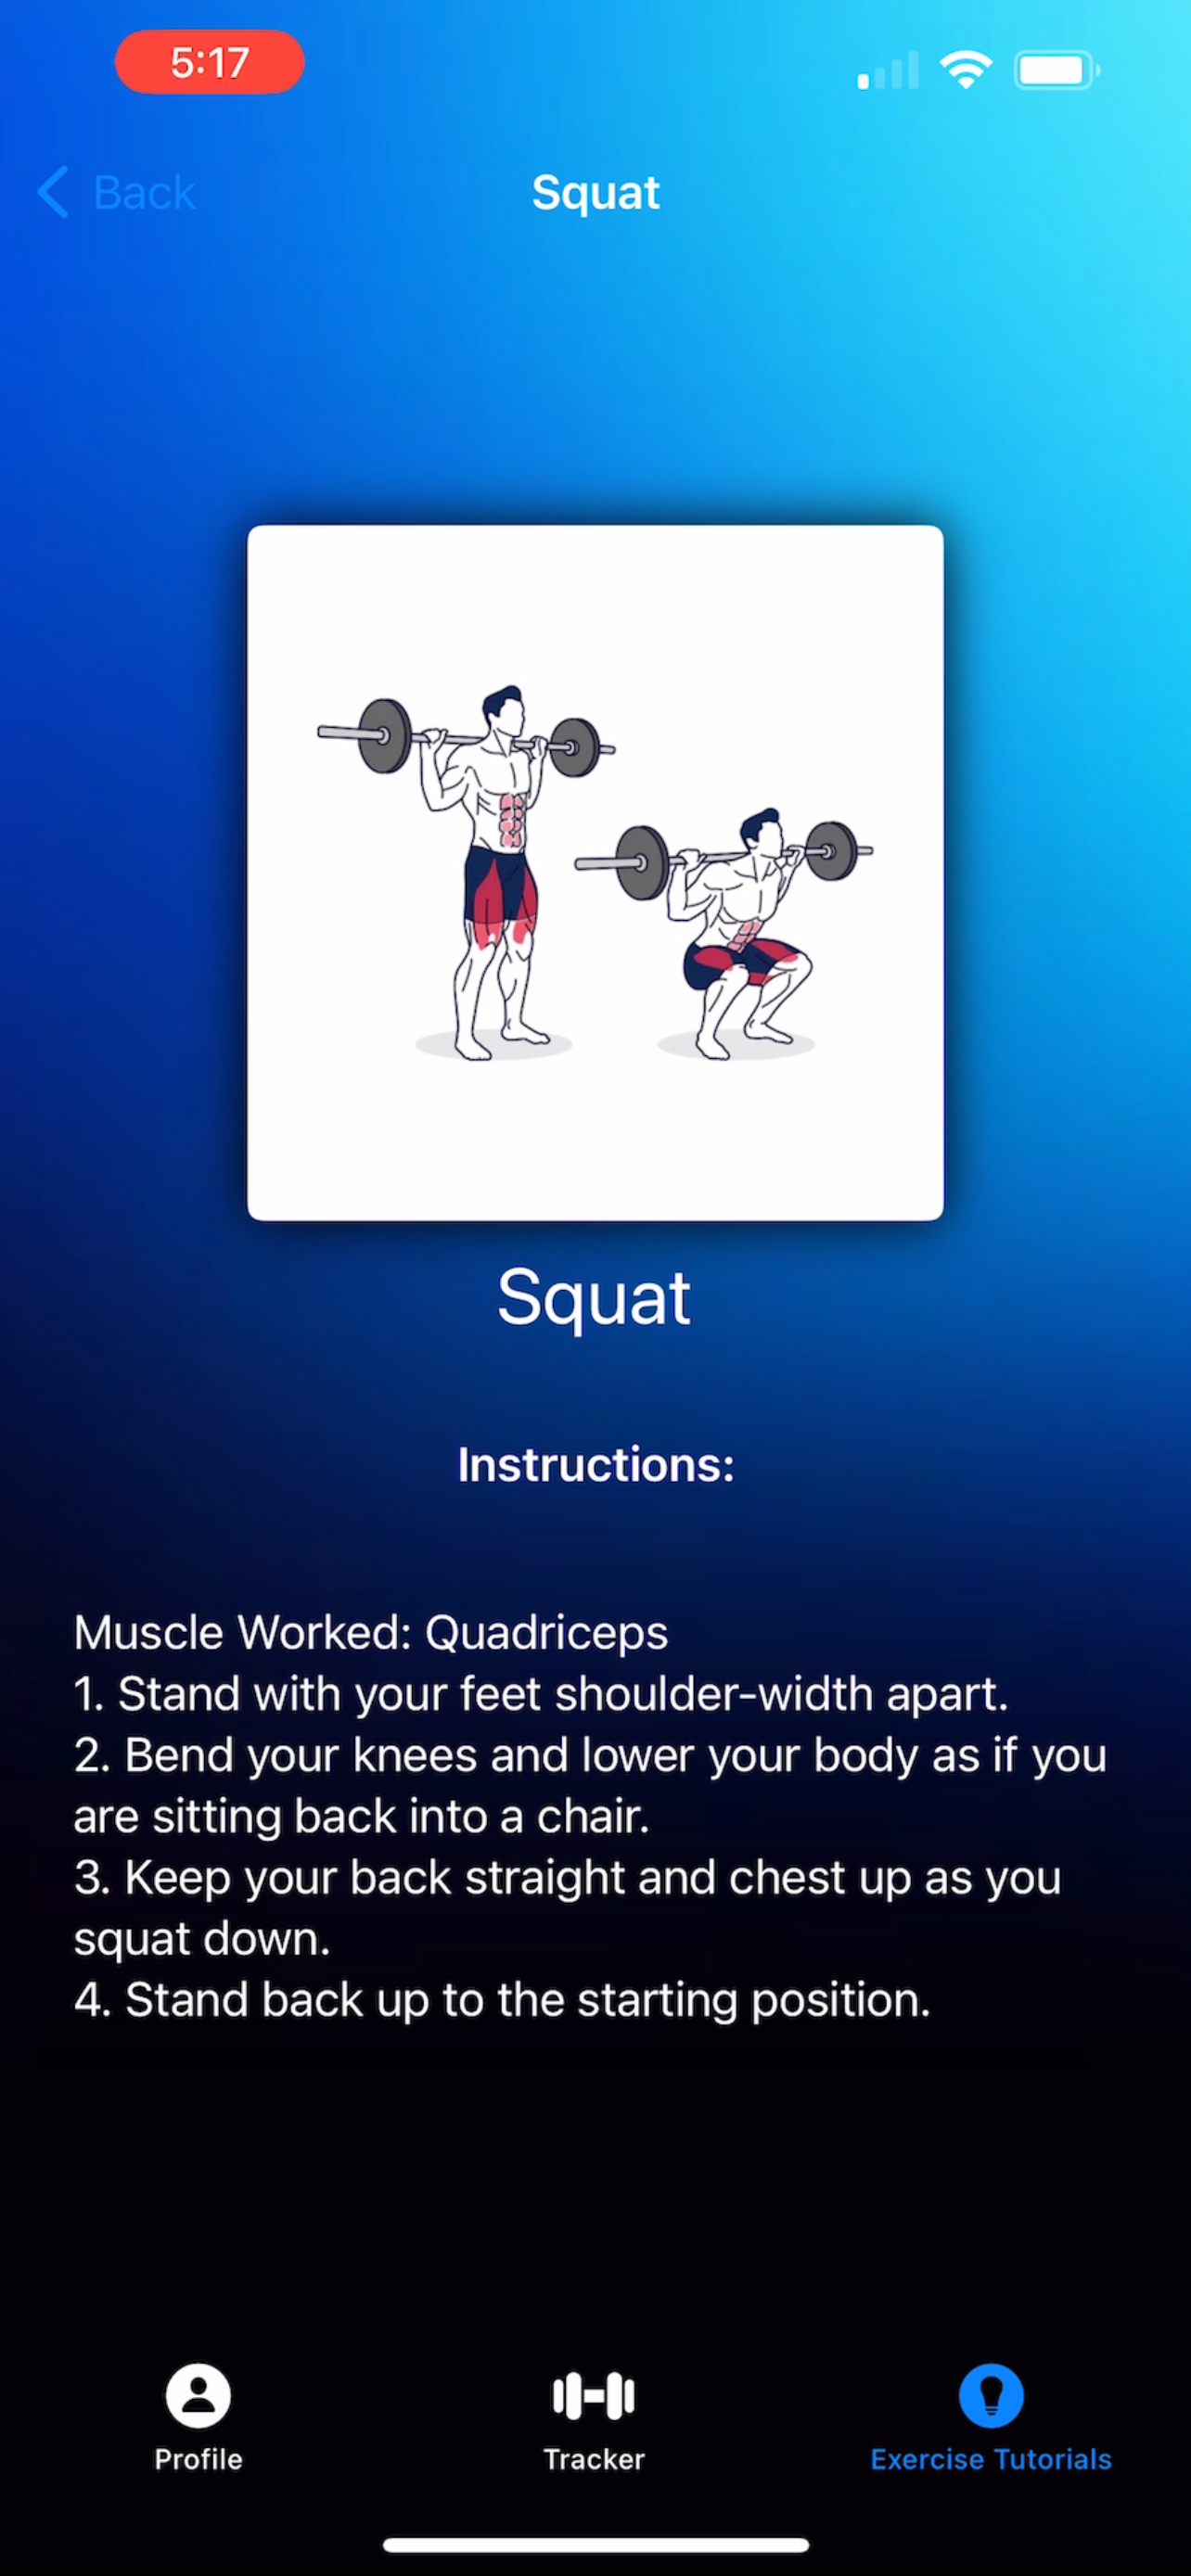 5:17
Back
Squat
Squat
Instructions:
Muscle Worked: Quadriceps
1. Stand with your feet shoulder-width apart.
2. Bend your knees and lower your body as if you
are sitting back into a chair.
3. Keep your back straight and chest up as you
squat down.
4. Stand back up to the starting position.
Profile
Tracker
Exercise Tutorials